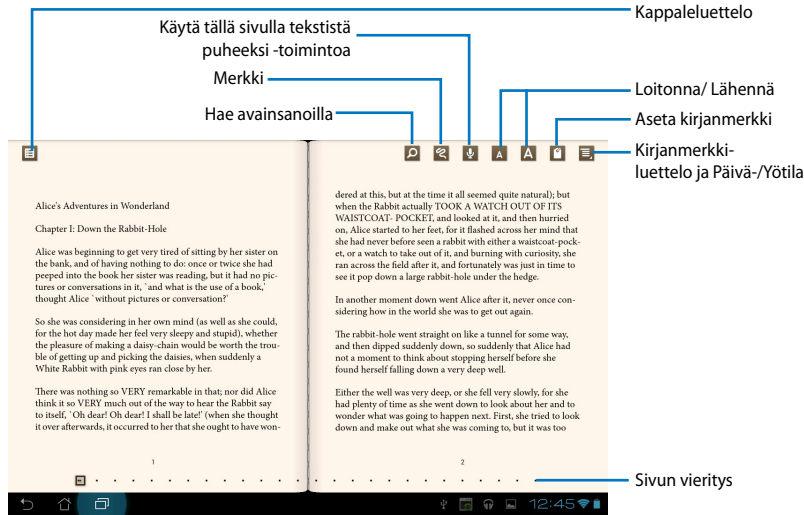 Kappaleluettelo
Käytä tällä sivulla tekstistä
puheeksi -toimintoa
Merkki
Hae avainsanoilla
Loitonna/ Lähennä
Aseta kirjanmerkki
Kirjanmerkki-
luettelo ja Päivä-/Yötila
A A
Alice's Adventures in Wonderland
Chapter I: Down the Rabbit-Hole
Alice was beginning to get very tired of sitting by her sister on
the bank, and of having nothing to do: once or twice she had
peeped into the book her sister was reading, but it had no pic-
tures or conversations in it, `and what is the use of a book,'
thought Alice `without pictures or conversation?'
So she was considering in her own mind (as well as she could,
for the hot day made her feel very sleepy and stupid), whether
the pleasure of making a daisy-chain would be worth the trou-
ble of getting up and picking the daisies, when suddenly a
White Rabbit with pink eyes ran close by her.
There was nothing so VERY remarkable in that; nor did Alice
think it so VERY much out of the way to hear the Rabbit say
to itself, `Oh dear! Oh dear! I shall be late!' (when she thought
it over afterwards, it occurred to her that she ought to have won-
1
dered at this, but at the time it all seemed quite natural); but
when the Rabbit actually TOOK A WATCH OUT OF ITS
WAISTCOAT- POCKET, and looked at it, and then hurried
on, Alice started to her feet, for it flashed across her mind that
she had never before seen a rabbit with either a waistcoat-pock-
et, or a watch to take out of it, and burning with curiosity, she
ran across the field after it, and fortunately was just in time to
see it pop down a large rabbit-hole under the hedge.
In another moment down went Alice after it, never once con-
sidering how in the world she was to get out again.
The rabbit-hole went straight on like a tunnel for some way,
and then dipped suddenly down, so suddenly that Alice had
not a moment to think about stopping herself before she
found herself falling down a very deep well.
Either the well was very deep, or she fell very slowly, for she
had plenty of time as she went down to look about her and to
wonder what was going to happen next. First, she tried to look
down and make out what she was coming to, but it was too
2
Sivun vieritys
12:45